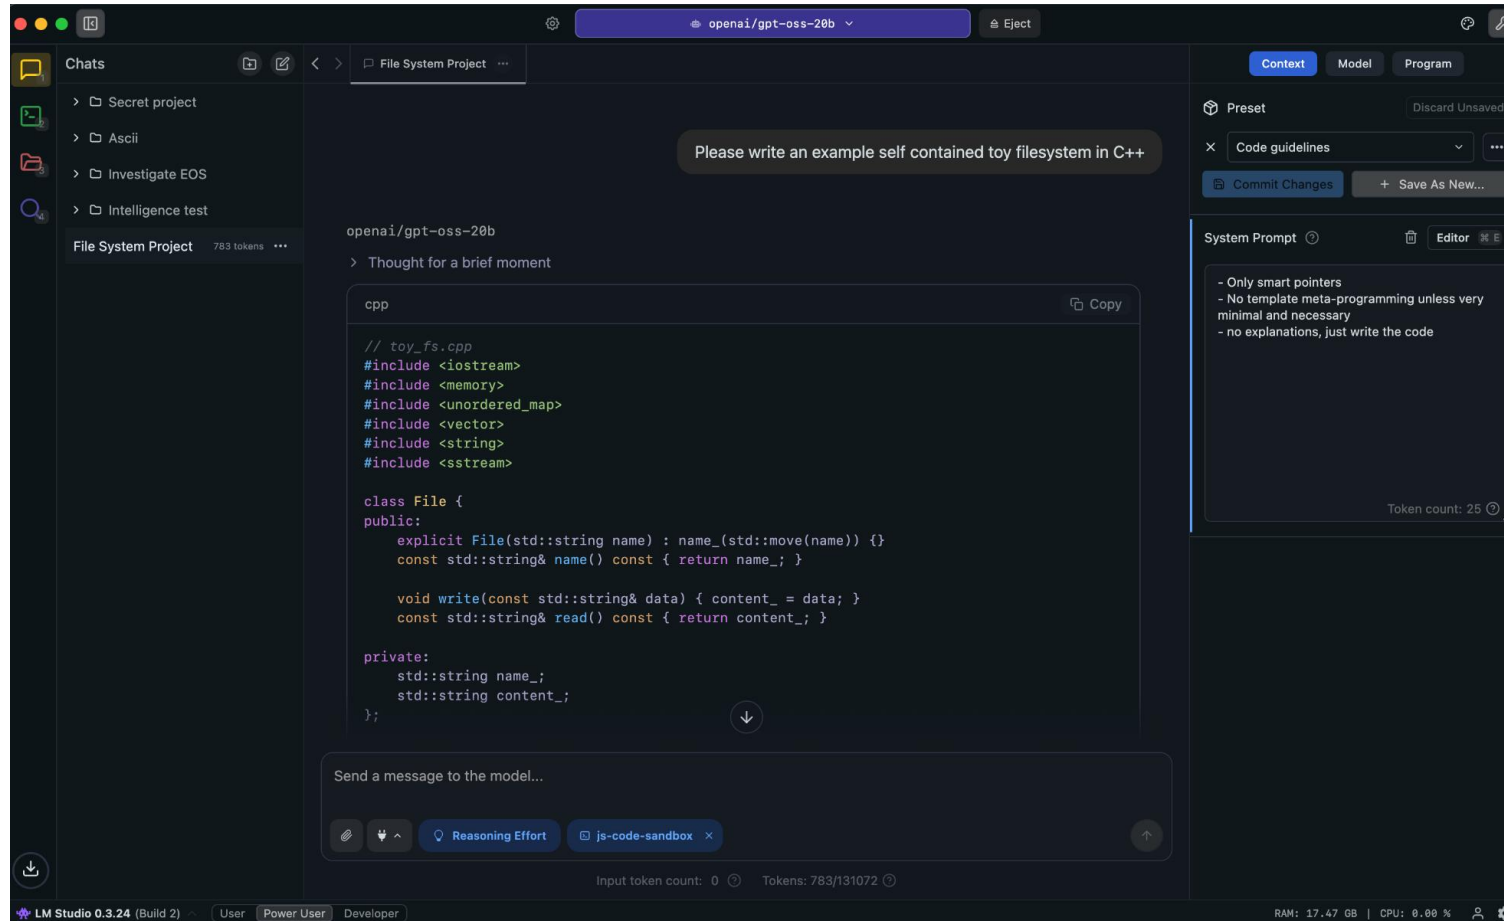 openai/gpt-oss-20b
Eject
Chats
File System Project ...
Context Model Program
1
2
3
4
Secret project
Ascii
Investigate EOS
Intelligence test
File System Project 783 tokens ...
Please write an example self contained toy filesystem in C++
openai/gpt-oss-20b
Thought for a brief moment
cpp
Copy
// toy_fs.cpp
#include <iostream>
#include <memory>
#include <unordered_map>
#include <vector>
#include <string>
#include <sstream>
class File {
public:
explicit File(std::string name) : name_(std::move(name)) {}
const std::string& name() const { return name_; }
void write(const std::string& data) { content_ = data; }
const std::string& read() const { return content_; }
private:
std::string name_;
std::string content_;
};
Send a message to the model...
Reasoning Effort
js-code-sandbox ×
Input token count: 0
Tokens: 783/131072
Preset
Discard Unsaved
Code guidelines
Commit Changes
+ Save As New...
System Prompt
Editor ⌘ E
- Only smart pointers
- No template meta-programming unless very
minimal and necessary
- no explanations, just write the code
Token count: 25
LM Studio 0.3.24 (Build 2)
User Power User Developer
RAM: 17.47 GB | CPU: 0.00 %